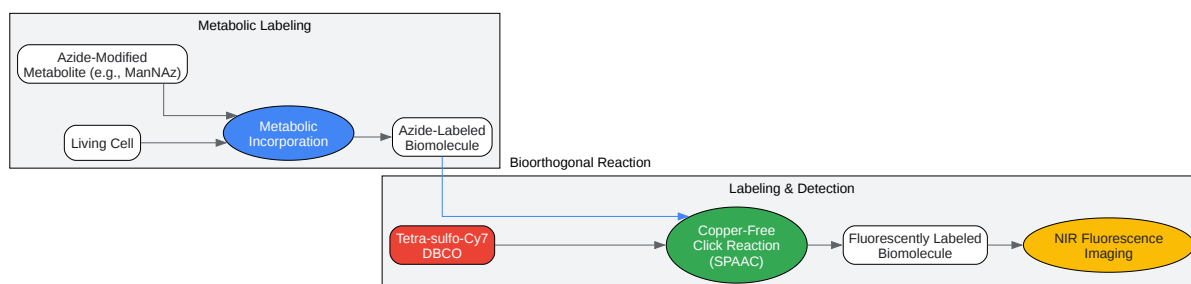 Metabolic Labeling
Azide-Modified
Metabolite (e.g., ManNAz)
Living Cell
Metabolic
Incorporation
Azide-Labeled
Biomolecule
Bioorthogonal Reaction
Labeling & Detection
Tetra-sulfo-Cy7
DBCO
Copper-Free
Click Reaction
(SPAAC)
Fluorescently Labeled
Biomolecule
NIR Fluorescence
Imaging